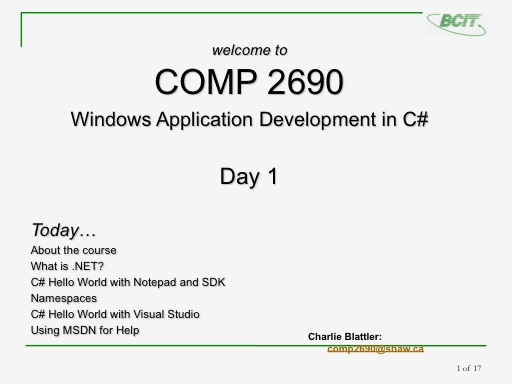 BCIT
welcome to
COMP 2690
Windows Application Development in C#
Day 1
Today…
About the course
What is .NET?
C# Hello World with Notepad and SDK
Namespaces
C# Hello World with Visual Studio
Using MSDN for Help
Charlie Blattler:
comp2690@shaw.ca
1 of 17